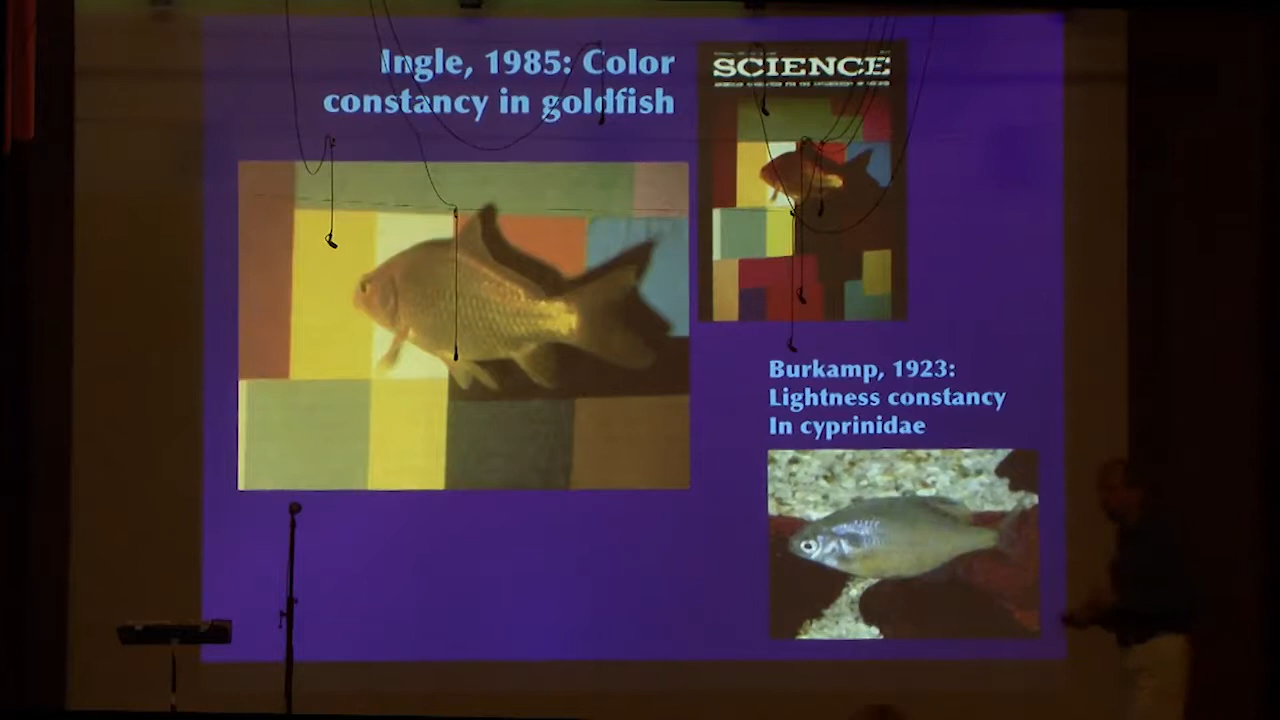 Ingle, 1985: Color
constancy in goldfish
SCIENCE
Burkamp, 1923:
Lightness constancy
In cyprinidae